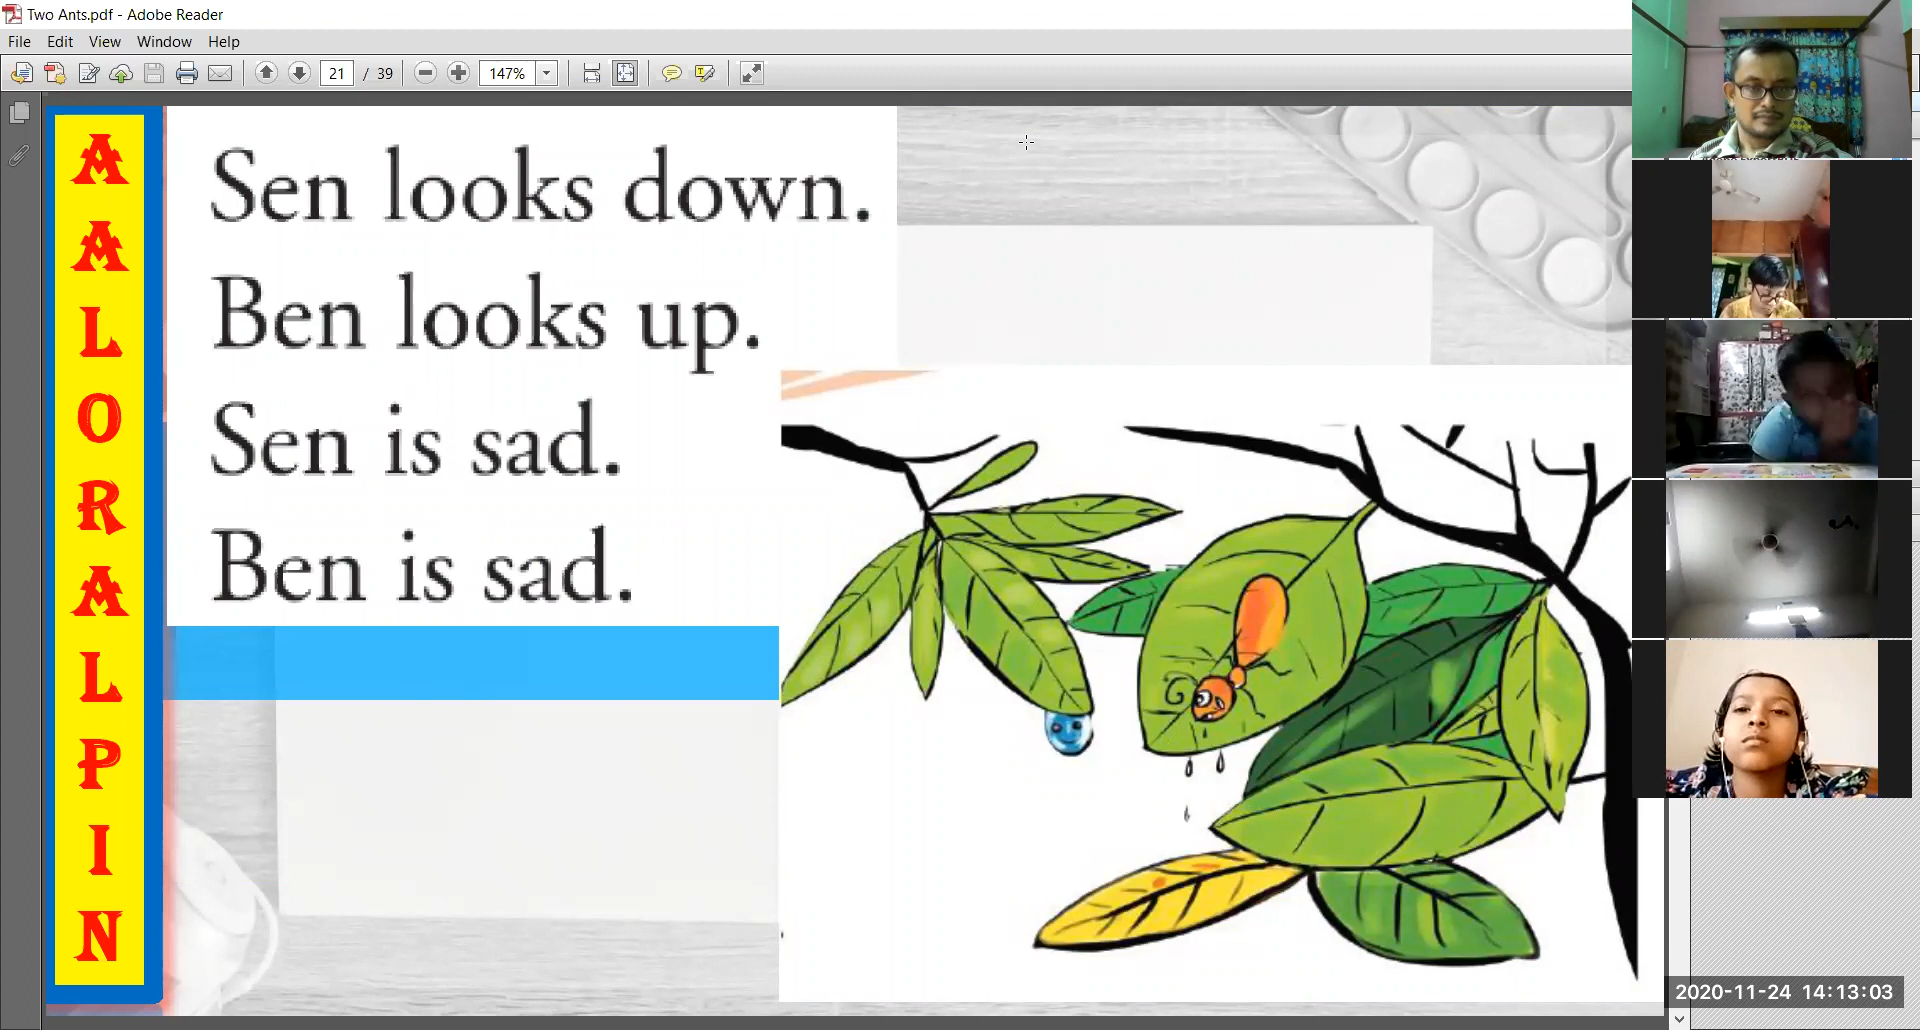 Two Ants.pdf - Adobe Reader
File Edit View Window Help
21 / 39 147%
AALORALPIN
Sen looks down.
Ben looks up.
Sen is sad.
Ben is sad.
2020-11-24 14:13:03